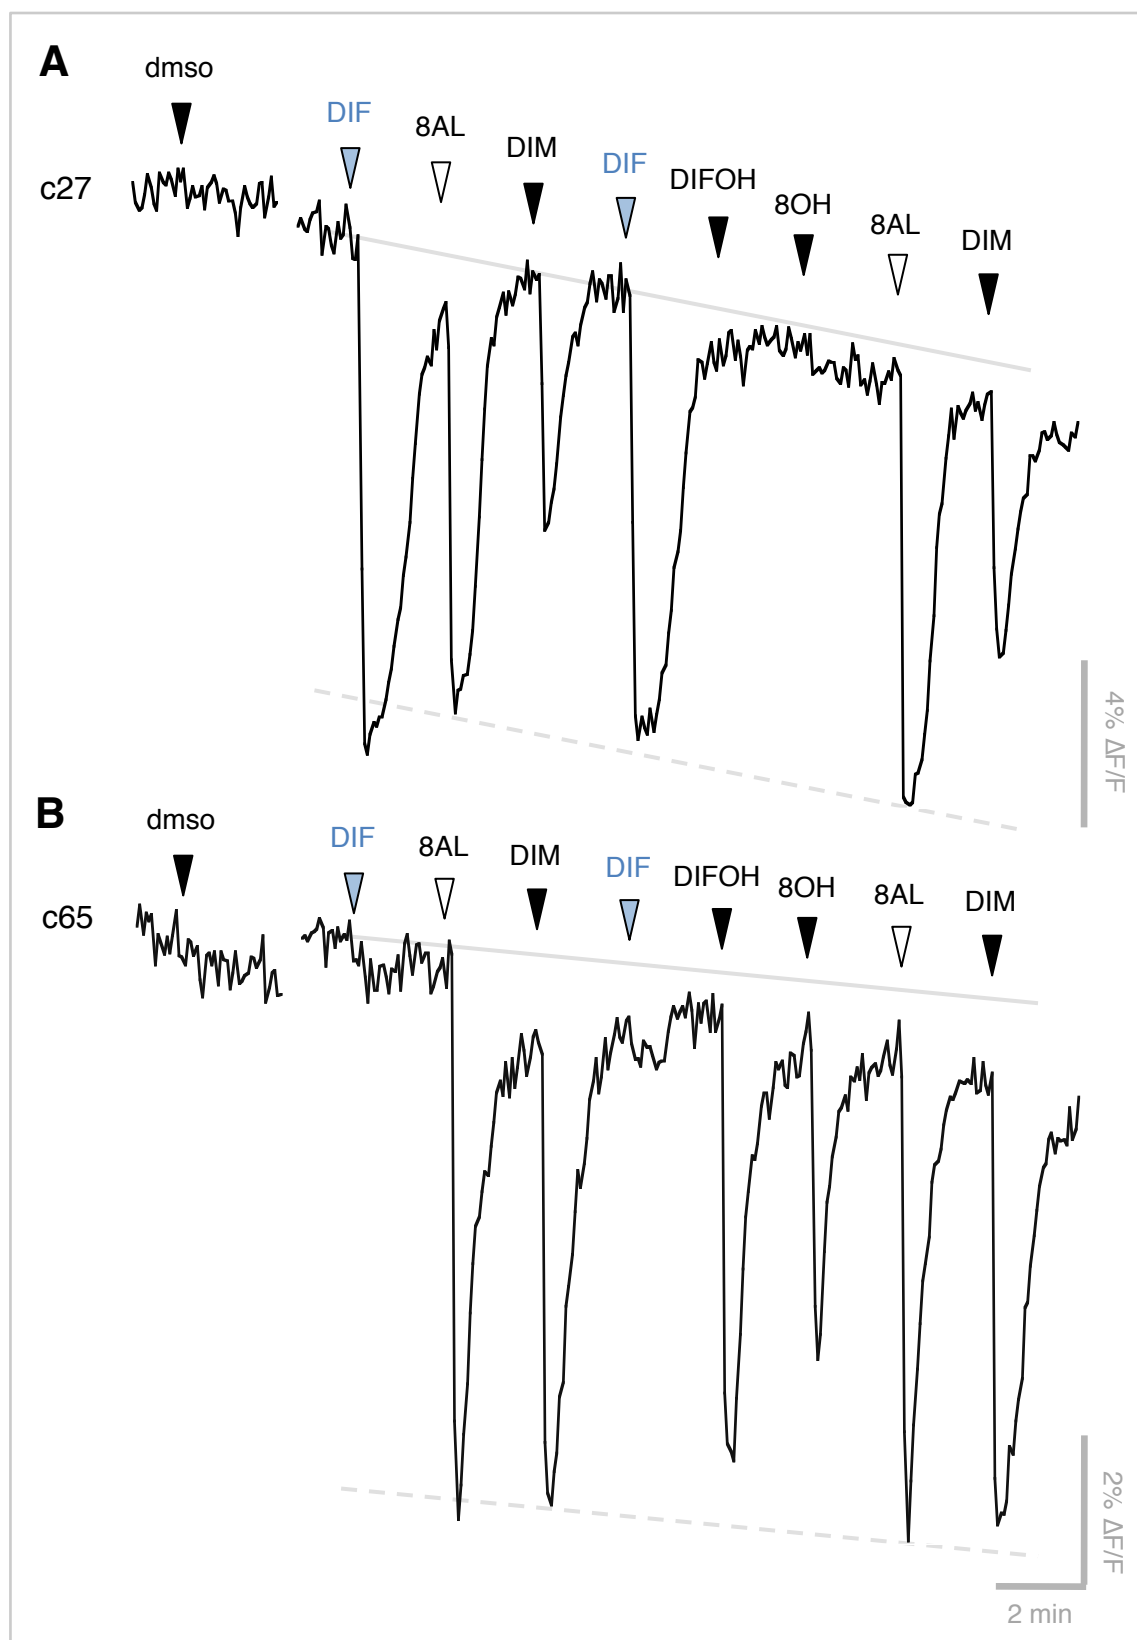 A
dmso
DIF
8AL
DIM
DIF
DIFOH
8OH
8AL
DIM
c27
4% ΔF/F
B
dmso
DIF
8AL
DIM
DIF
DIFOH
8OH
8AL
DIM
c65
2% ΔF/F
2 min